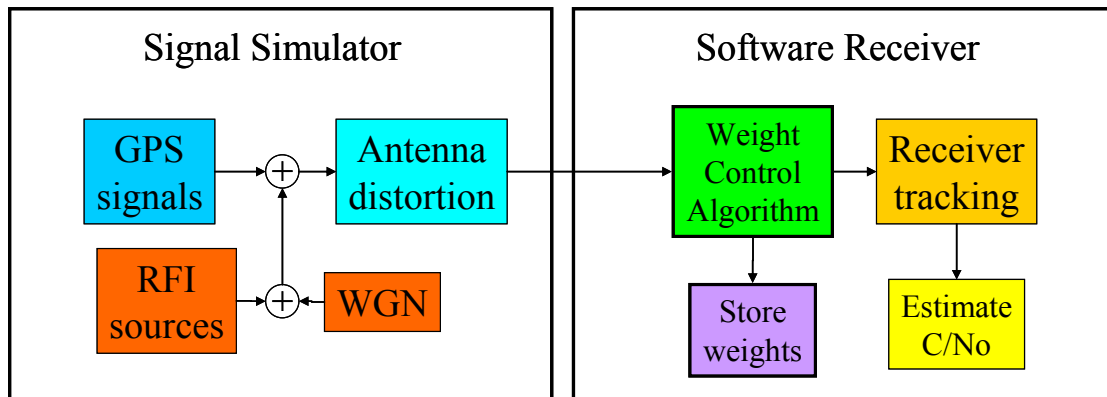 Signal Simulator
GPS
signals
+
Antenna
distortion
RFI
sources
+
WGN
Software Receiver
Weight
Control
Algorithm
Receiver
tracking
Store
weights
Estimate
C/No